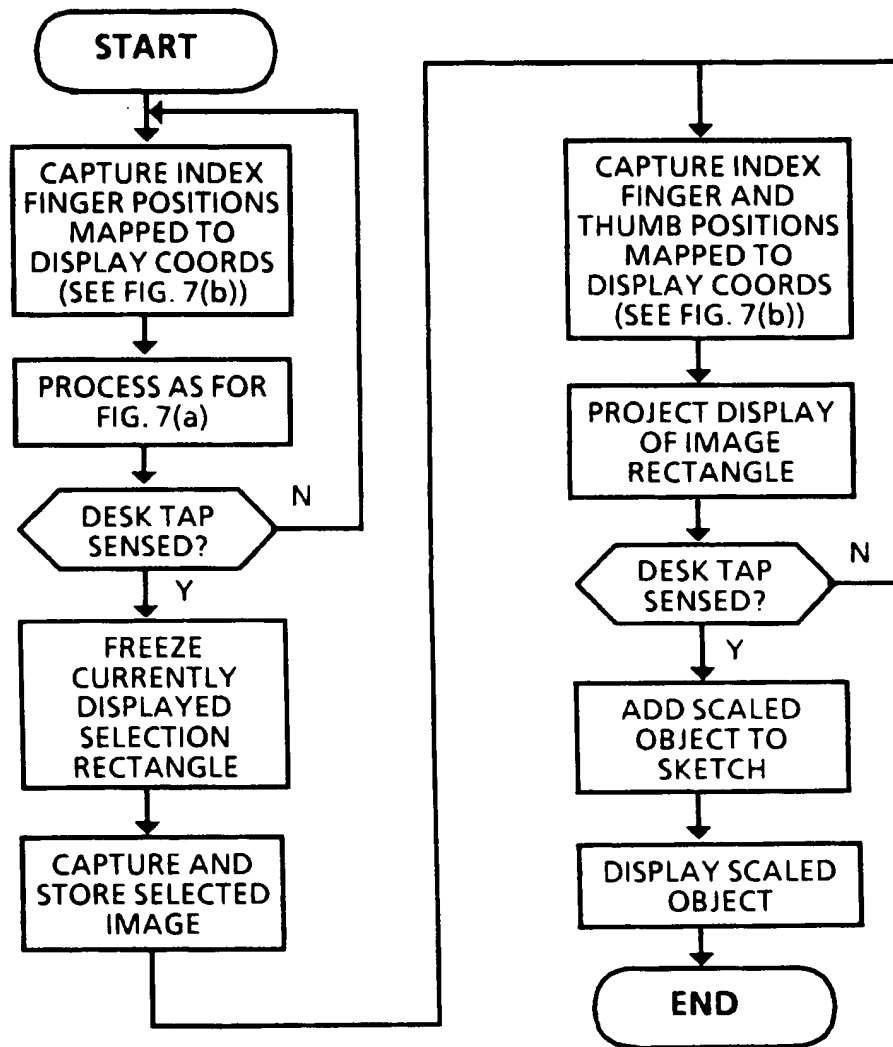 START
CAPTURE INDEX
FINGER POSITIONS
MAPPED TO
DISPLAY COORDS
(SEE FIG. 7(b))
PROCESS AS FOR
FIG. 7(a)
DESK TAP
SENSED?
N
Y
FREEZE
CURRENTLY
DISPLAYED
SELECTION
RECTANGLE
CAPTURE AND
STORE SELECTED
IMAGE
CAPTURE INDEX
FINGER AND
THUMB POSITIONS
MAPPED TO
DISPLAY COORDS
(SEE FIG. 7(b))
PROJECT DISPLAY
OF IMAGE
RECTANGLE
DESK TAP
SENSED?
N
Y
ADD SCALED
OBJECT TO
SKETCH
DISPLAY SCALED
OBJECT
END